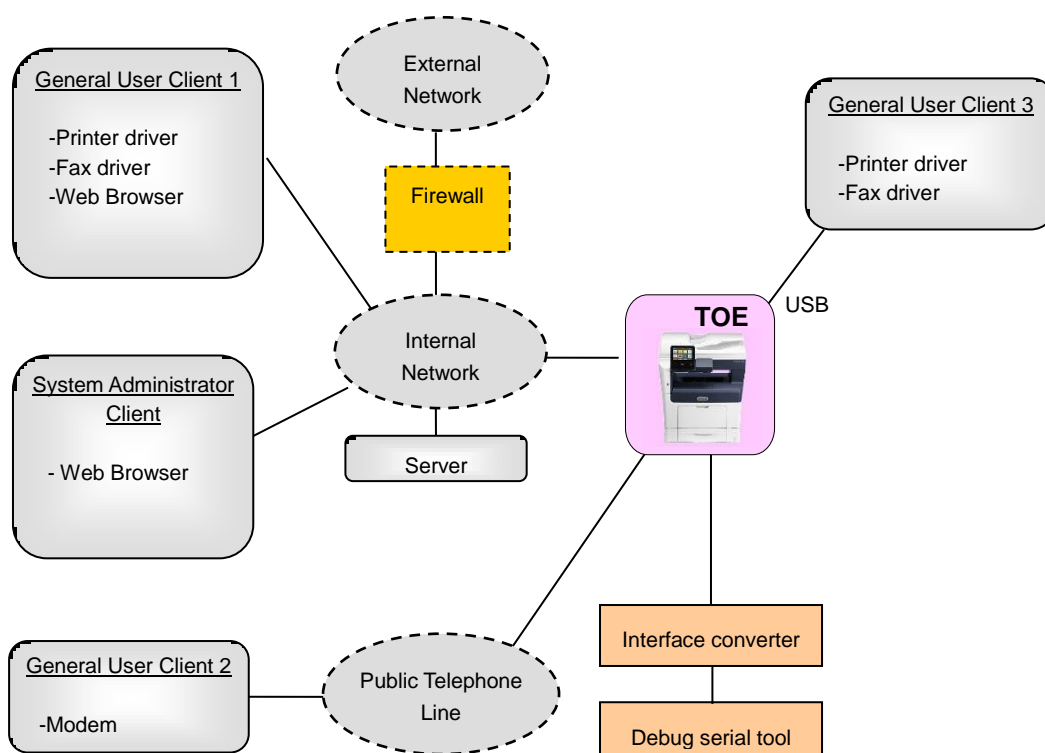 General User Client 1
-Printer driver
-Fax driver
-Web Browser
External
Network
Firewall
General User Client 3
-Printer driver
-Fax driver
USB
TOE
Internal
Network
System Administrator
Client
- Web Browser
Server
General User Client 2
-Modem
Public Telephone
Line
Interface converter
Debug serial tool